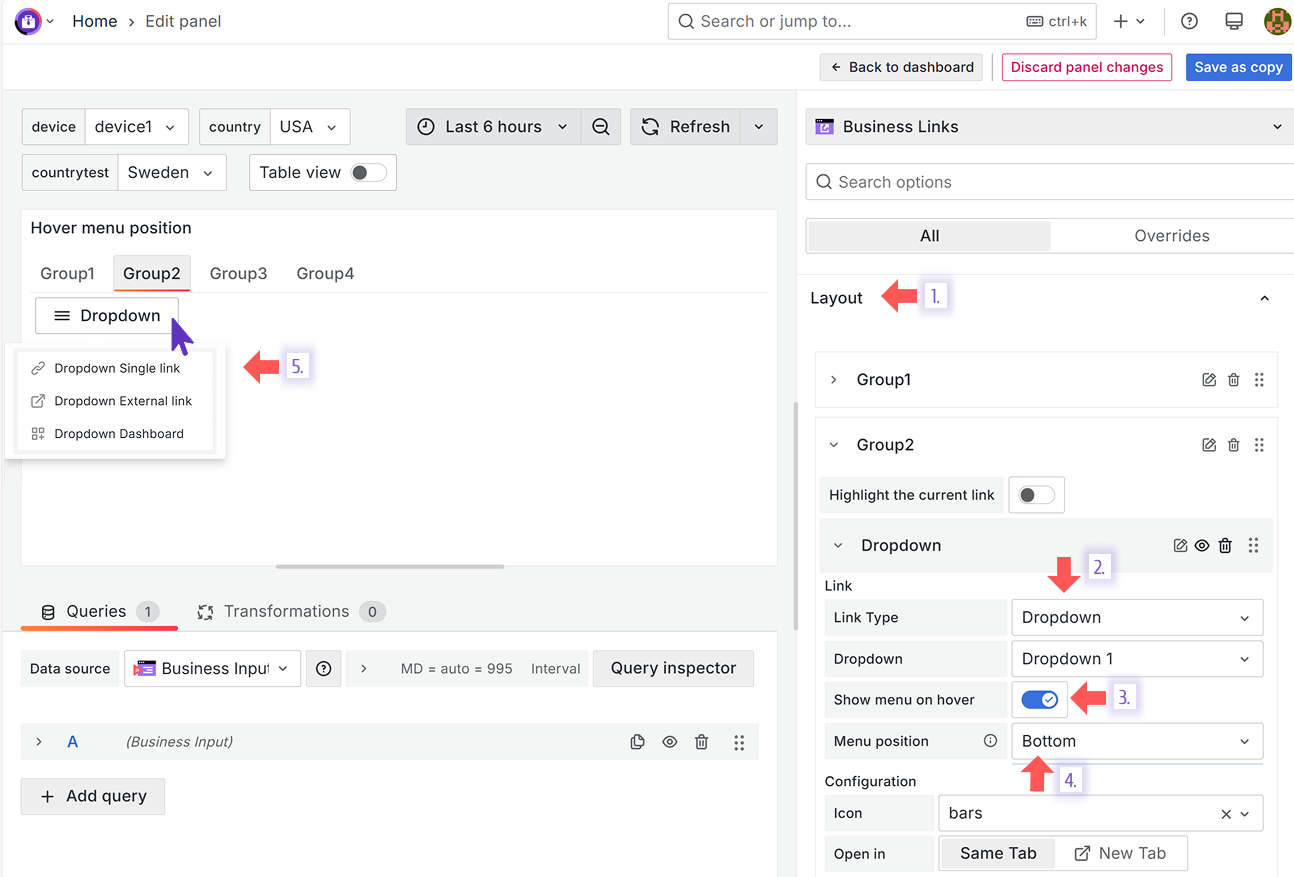 Home › Edit panel
Search or jump to... ctrl+k
Back to dashboard
Discard panel changes
Save as copy
device device1
country USA
Last 6 hours
Refresh
countrytest Sweden
Table view
Hover menu position
Group1 Group2 Group3 Group4
Dropdown
Dropdown Single link
Dropdown External link
Dropdown Dashboard
5.
Queries 1
Transformations 0
Data source Business Input
MD = auto = 995 Interval
Query inspector
A (Business Input)
+ Add query
Business Links
Search options
All Overrides
Layout
1.
Group1
Group2
Highlight the current link
Dropdown
2.
Link
Link Type Dropdown
Dropdown Dropdown 1
Show menu on hover
3.
Menu position Bottom
4.
Configuration
Icon bars
Open in Same Tab New Tab